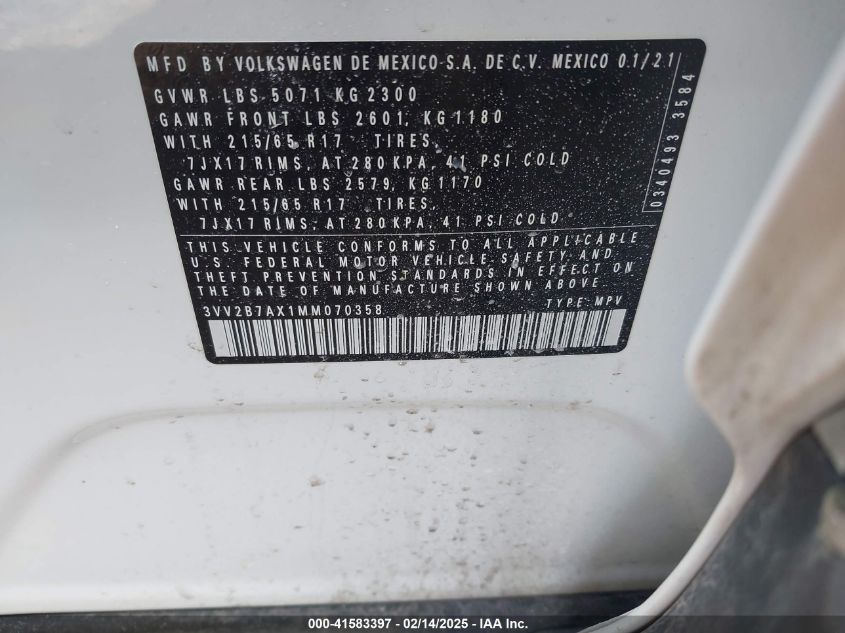 MFD BY VOLKSWAGEN DE MEXICO S.A. DE C.V. MEXICO 01/21
GVWR LBS 5071 KG 2300
GAWR FRONT LBS 2601, KG 1180
WITH 215/65 R17 TIRES,
7JX17 RIMS, AT 280 KPA, 41 PSI COLD
GAWR REAR LBS 2579, KG 1170
WITH 215/65 R17 TIRES,
7JX17 RIMS, AT 280 KPA, 41 PSI COLD
0340493 3584
THIS VEHICLE CONFORMS TO ALL APPLICABLE
U.S. FEDERAL MOTOR VEHICLE SAFETY AND
THEFT PREVENTION STANDARDS IN EFFECT ON
THE DATE OF MANUFACTURE SHOWN ABOVE
3VV2B7AX1MM070358 TYPE: MPV
000-41583397 - 02/14/2025 - IAA Inc.